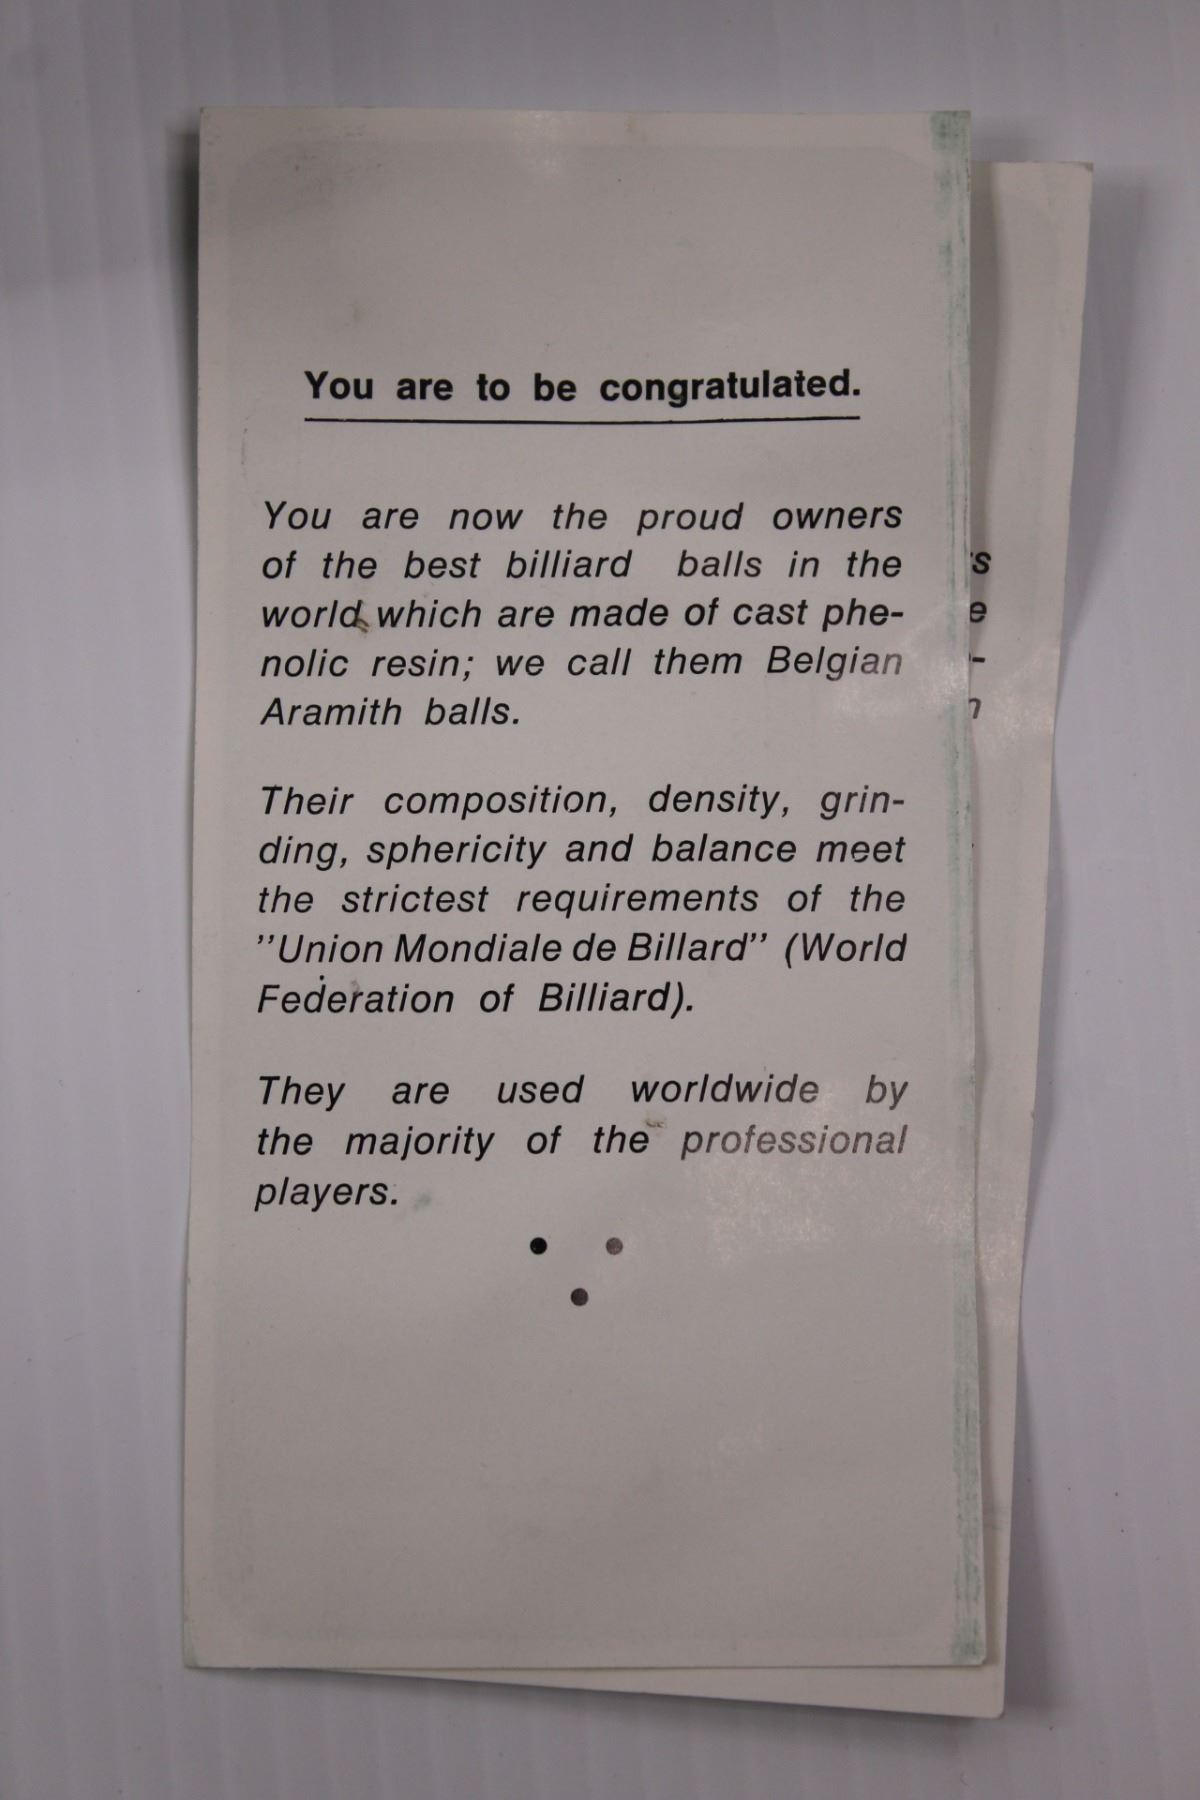 You are to be congratulated.
You are now the proud owners
of the best billiard balls in the
world which are made of cast phe-
nolic resin; we call them Belgian
Aramith balls.
Their composition, density, grin-
ding, sphericity and balance meet
the strictest requirements of the
"Union Mondiale de Billard" (World
Federation of Billiard).
They are used worldwide by
the majority of the professional
players.